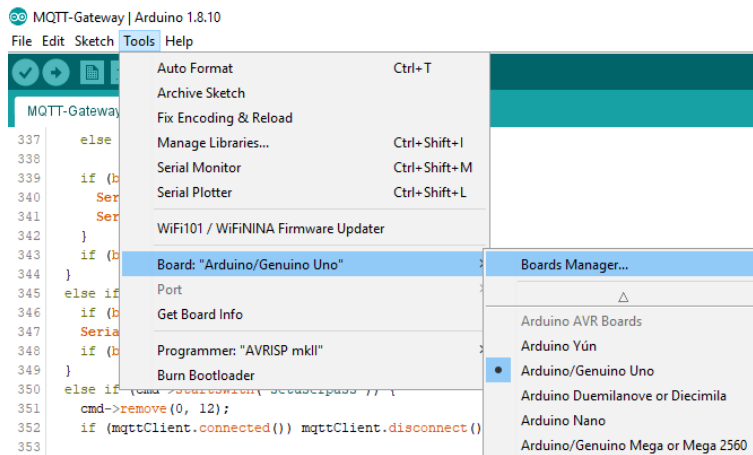 MQTT-Gateway | Arduino 1.8.10
File Edit Sketch Tools Help
MQTT-Gateway
Auto Format Ctrl+T
Archive Sketch
Fix Encoding & Reload
Manage Libraries... Ctrl+Shift+I
Serial Monitor Ctrl+Shift+M
Serial Plotter Ctrl+Shift+L
WiFi101 / WiFiNINA Firmware Updater
Board: "Arduino/Genuino Uno"
Port
Get Board Info
Programmer: "AVRISP mkII"
Burn Bootloader
Boards Manager...
Arduino AVR Boards
Arduino Yún
Arduino/Genuino Uno
Arduino Duemilanove or Diecimila
Arduino Nano
Arduino/Genuino Mega or Mega 2560
337 else
338
339 if (b
340 Ser
341 Ser
342 }
343 if (b
344 }
345 else if
346 if (b
347 Seria
348 if (b
349 }
350 else if (cmd->startsWith("setuserpass")) {
351 cmd->remove(0, 12);
352 if (mqttClient.connected()) mqttClient.disconnect()
353